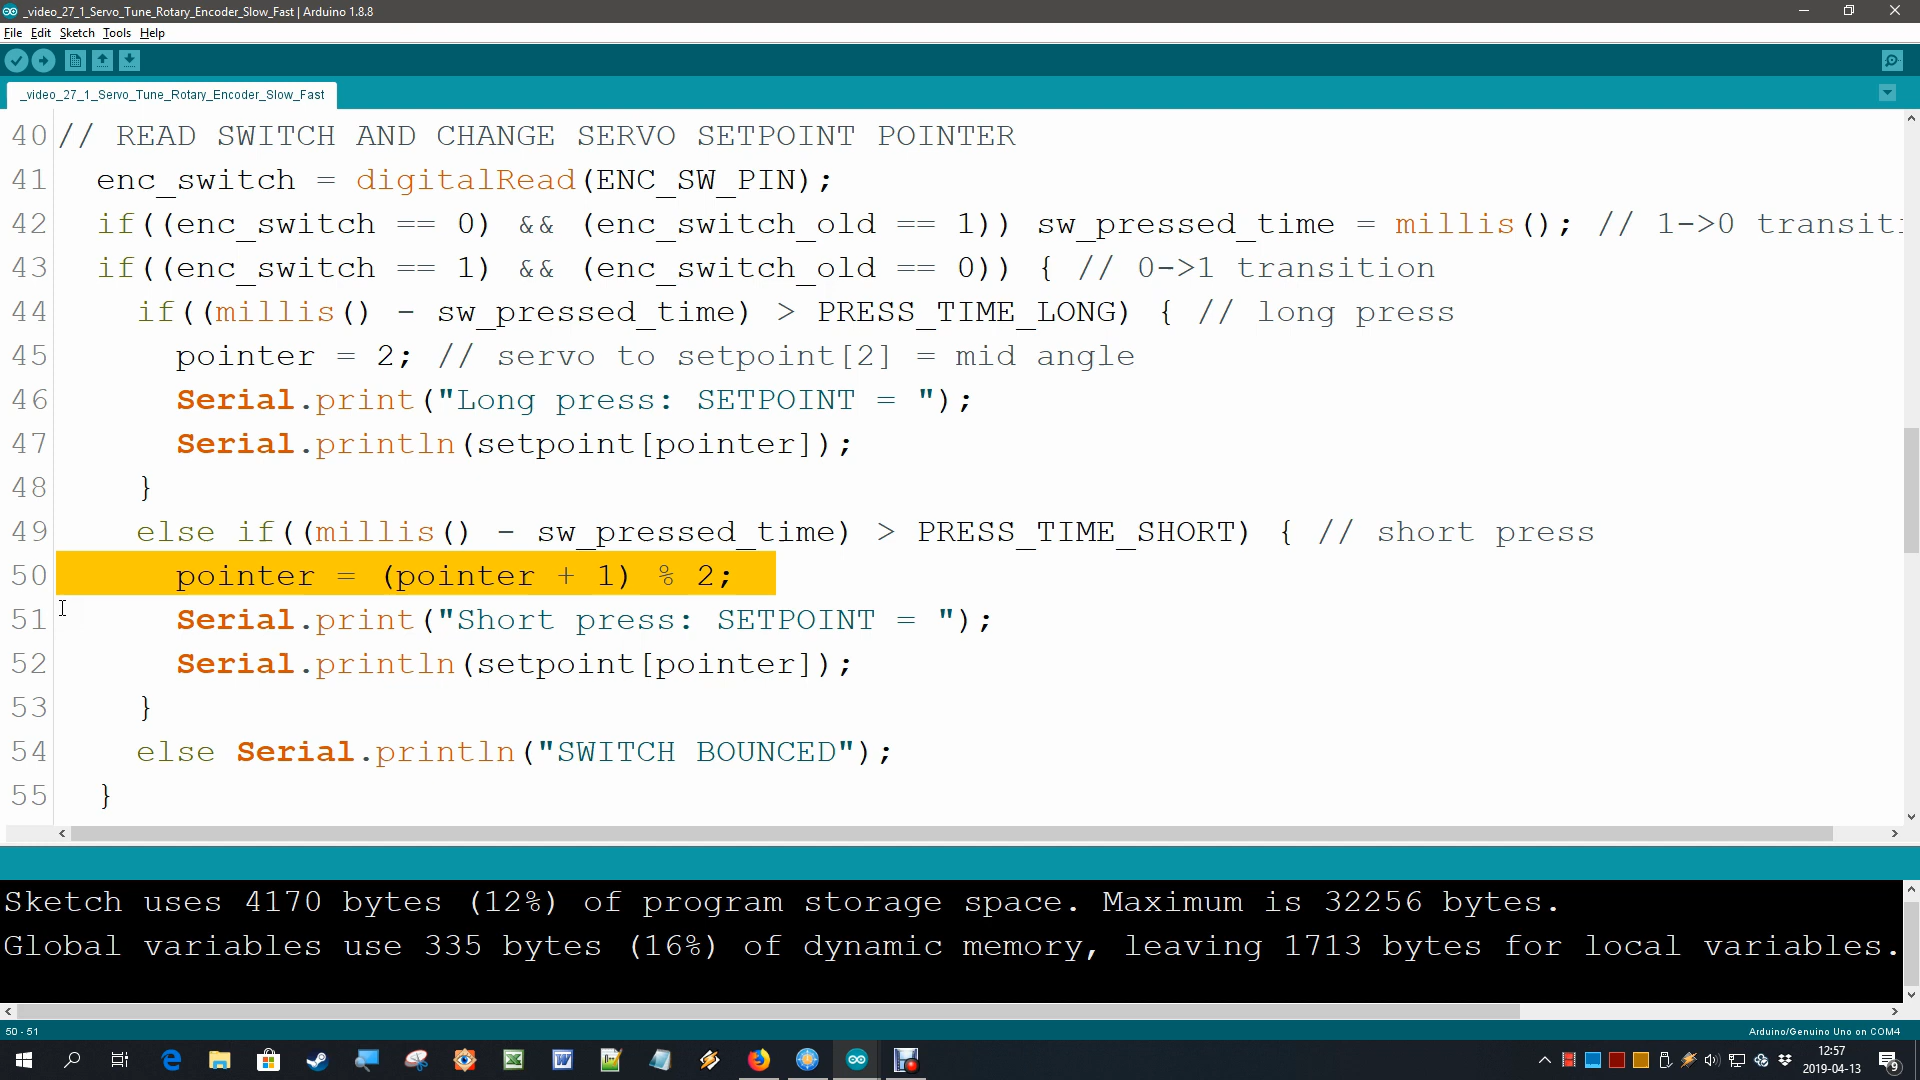 _video_27_1_Servo_Tune_Rotary_Encoder_Slow_Fast | Arduino 1.8.8
File Edit Sketch Tools Help
_video_27_1_Servo_Tune_Rotary_Encoder_Slow_Fast
40 // READ SWITCH AND CHANGE SERVO SETPOINT POINTER
41 enc_switch = digitalRead(ENC_SW_PIN);
42 if((enc_switch == 0) && (enc_switch_old == 1)) sw_pressed_time = millis(); // 1->0 transiti
43 if((enc_switch == 1) && (enc_switch_old == 0)) { // 0->1 transition
44 if((millis() - sw_pressed_time) > PRESS_TIME_LONG) { // long press
45 pointer = 2; // servo to setpoint[2] = mid angle
46 Serial.print("Long press: SETPOINT = ");
47 Serial.println(setpoint[pointer]);
48 }
49 else if((millis() - sw_pressed_time) > PRESS_TIME_SHORT) { // short press
50 pointer = (pointer + 1) % 2;
51 Serial.print("Short press: SETPOINT = ");
52 Serial.println(setpoint[pointer]);
53 }
54 else Serial.println("SWITCH BOUNCED");
55 }
Sketch uses 4170 bytes (12%) of program storage space. Maximum is 32256 bytes.
Global variables use 335 bytes (16%) of dynamic memory, leaving 1713 bytes for local variables.
50 - 51
Arduino/Genuino Uno on COM4
12:57
2019-04-13
9